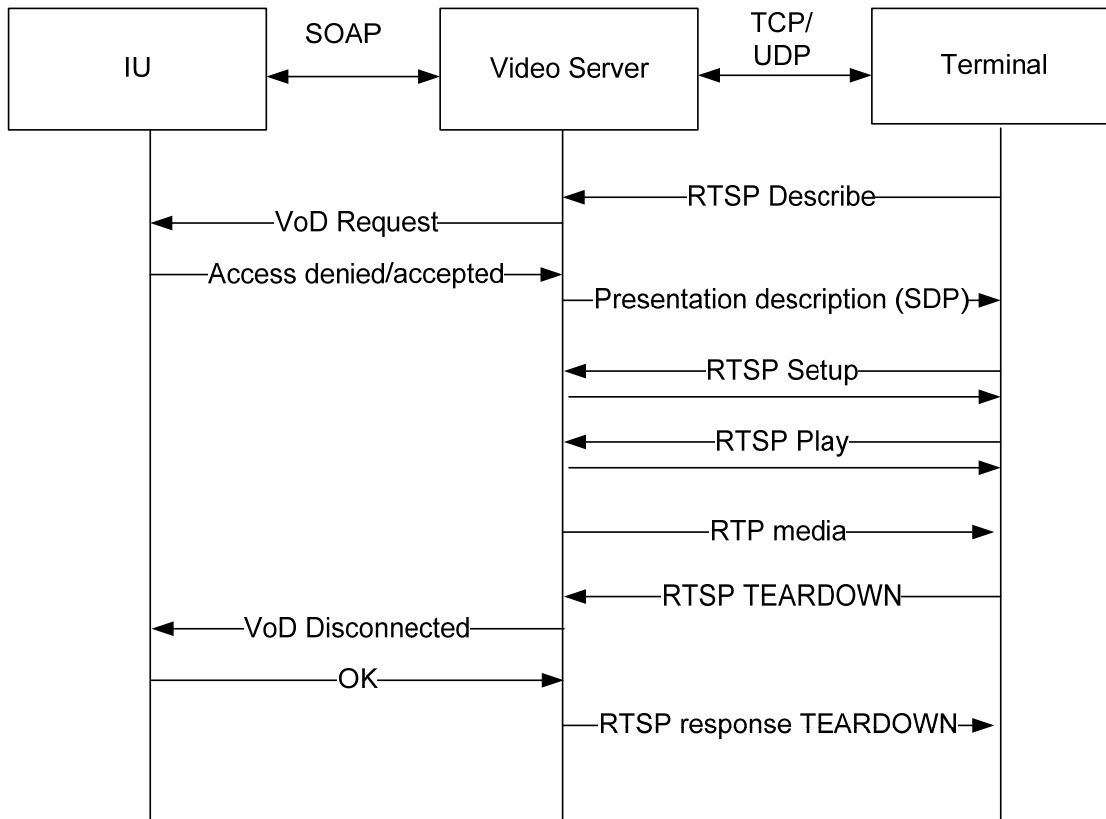 IU
SOAP
Video Server
TCP/
UDP
Terminal
RTSP Describe
VoD Request
Access denied/accepted
Presentation description (SDP)
RTSP Setup
RTSP Play
RTP media
RTSP TEARDOWN
VoD Disconnected
OK
RTSP response TEARDOWN